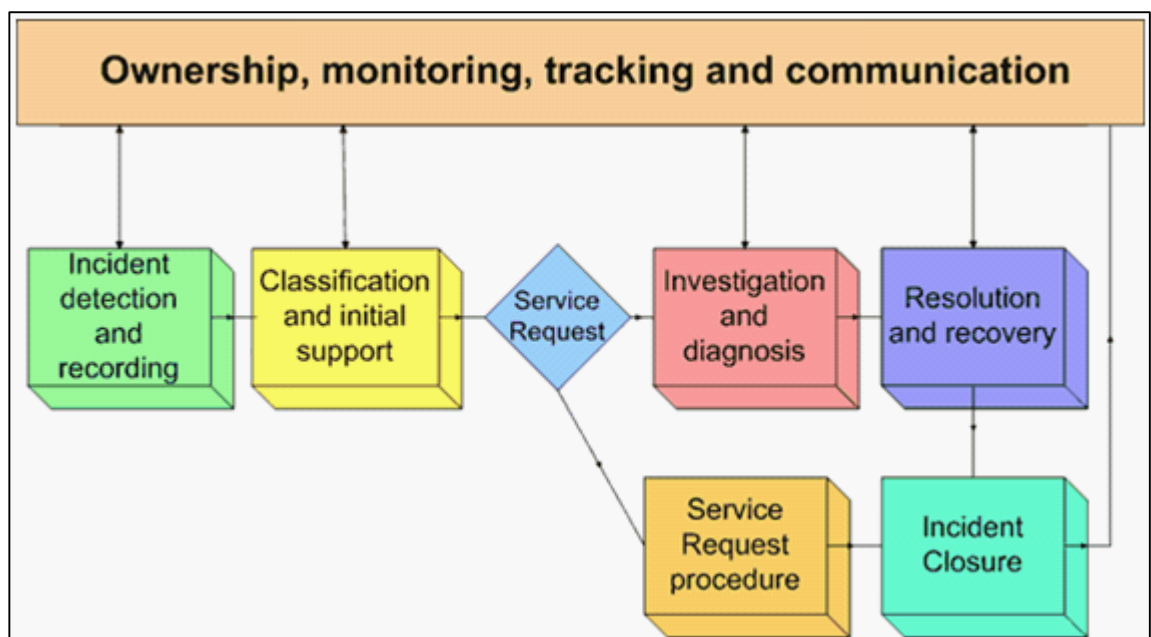 Ownership, monitoring, tracking and communication
Incident
detection
and
recording
Classification
and initial
support
Service
Request
Investigation
and
diagnosis
Resolution
and recovery
Service
Request
procedure
Incident
Closure